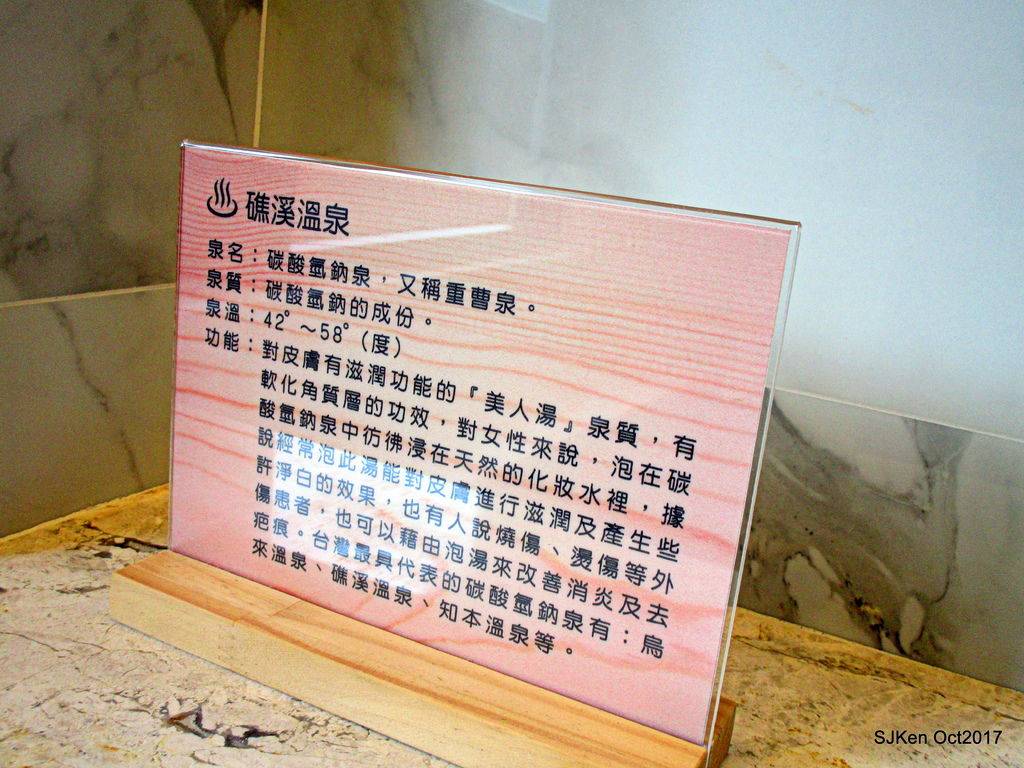 礁溪溫泉
泉名：碳酸氫鈉泉，又稱重曹泉。
泉質：碳酸氫鈉的成份。
泉溫：42°～58°(度)
功能：對皮膚有滋潤功能的『美人湯』泉質，有
軟化角質層的功效，對女性來說，泡在碳
酸氫鈉泉中彷彿浸在天然的化妝水裡，據
說經常泡此湯能對皮膚進行滋潤及產生些
許淨白的效果，也有人說燒傷、燙傷等外
傷患者，也可以藉由泡湯來改善消炎及去
疤痕。台灣最具代表的碳酸氫鈉泉有：烏
來溫泉、礁溪溫泉、知本溫泉等。
SJKen Oct2017